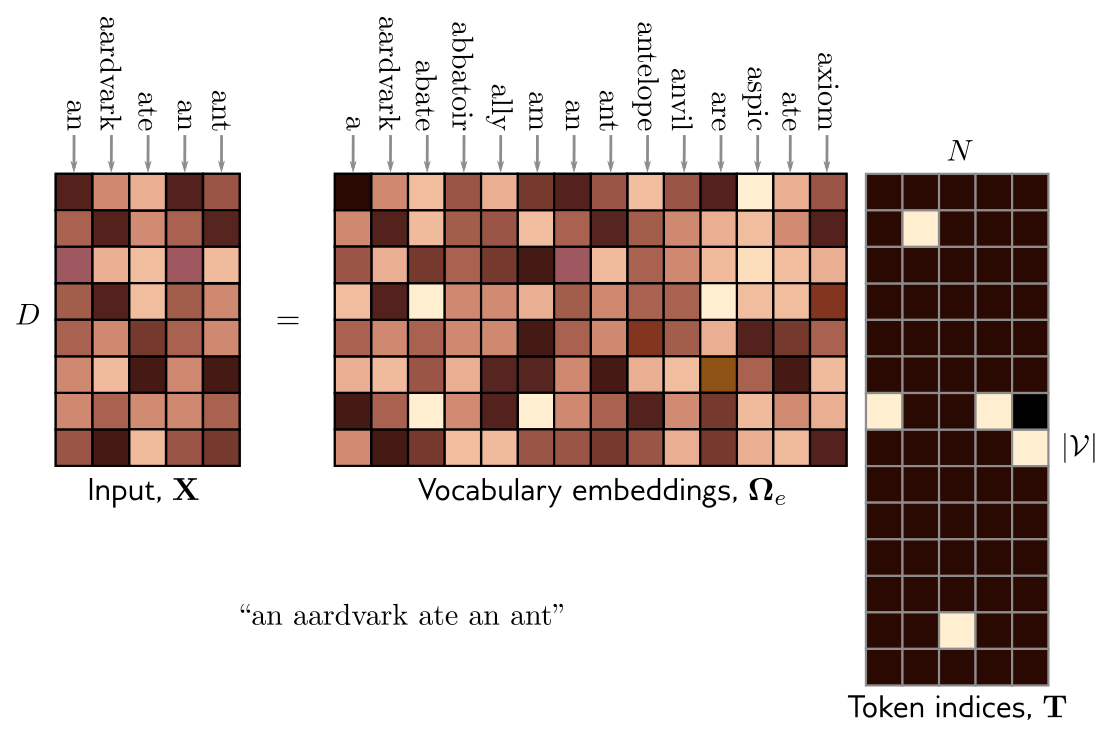 an
aardvark
ate
an
ant
a
aardvark
abate
abbatoir
ally
am
an
ant
antelope
anvil
are
aspic
ate
axiom
N
D
=
|𝒱|
Input, X
Vocabulary embeddings, Ωₑ
“an aardvark ate an ant”
Token indices, T